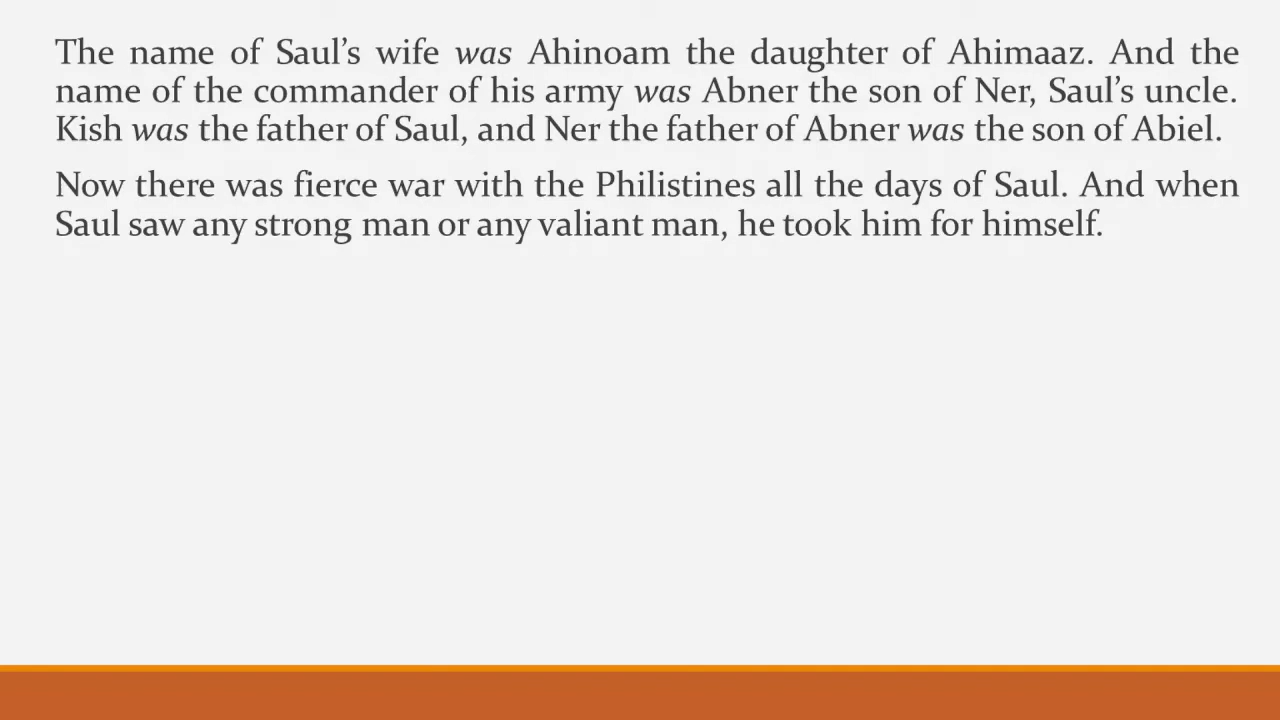 The name of Saul’s wife was Ahinoam the daughter of Ahimaaz. And the
name of the commander of his army was Abner the son of Ner, Saul’s uncle.
Kish was the father of Saul, and Ner the father of Abner was the son of Abiel.
Now there was fierce war with the Philistines all the days of Saul. And when
Saul saw any strong man or any valiant man, he took him for himself.